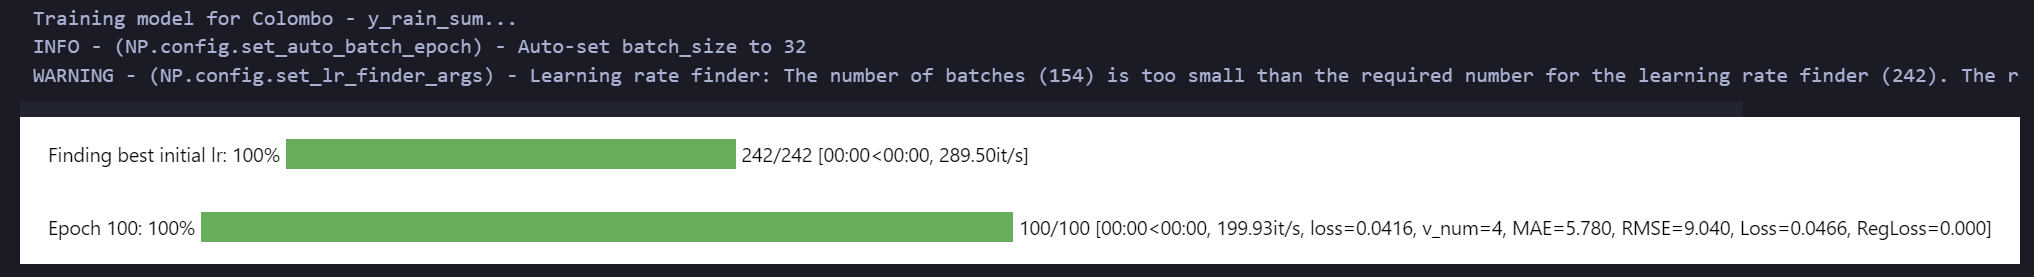 Training model for Colombo - y_rain_sum...
INFO - (NP.config.set_auto_batch_epoch) - Auto-set batch_size to 32
WARNING - (NP.config.set_lr_finder_args) - Learning rate finder: The number of batches (154) is too small than the required number for the learning rate finder (242). The r
Finding best initial lr: 100% 242/242 [00:00<00:00, 289.50it/s]
Epoch 100: 100% 100/100 [00:00<00:00, 199.93it/s, loss=0.0416, v_num=4, MAE=5.780, RMSE=9.040, Loss=0.0466, RegLoss=0.000]